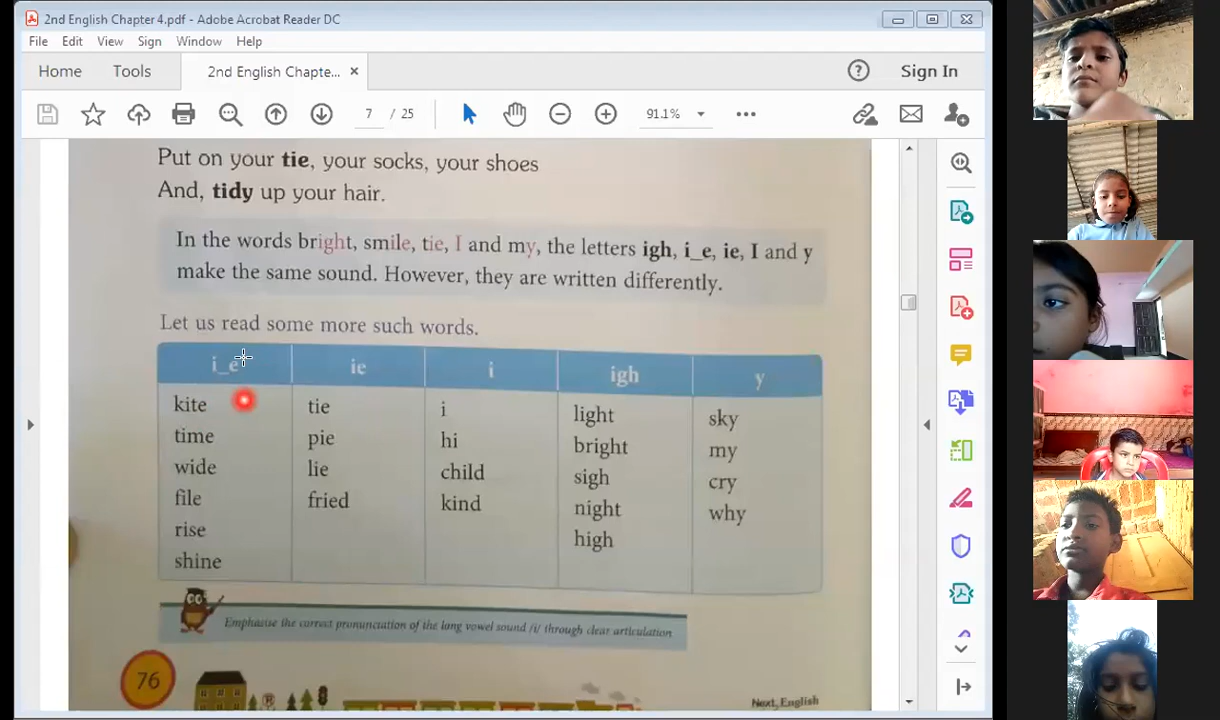 2nd English Chapter 4.pdf - Adobe Acrobat Reader DC
File Edit View Sign Window Help
Home Tools 2nd English Chapte... Sign In
7 / 25 91.1%
Put on your tie, your socks, your shoes
And, tidy up your hair.
In the words bright, smile, tie, I and my, the letters igh, i_e, ie, I and y
make the same sound. However, they are written differently.
Let us read some more such words.
i_e ie i igh y
kite tie i light sky
time pie hi bright my
wide lie child sigh cry
file fried kind night why
rise high
shine
Emphasise the correct pronunciation of the long vowel sound /i/ through clear articulation
76
Next, English